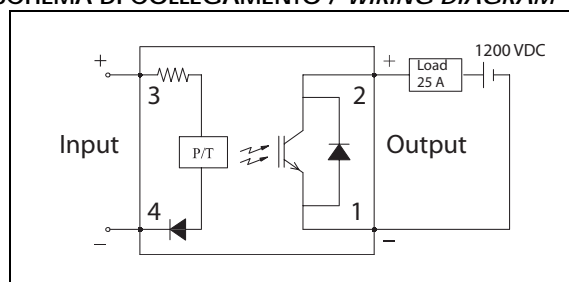 SCHEMA DI COLLEGAMENTO / WIRING DIAGRAM
1200 VDC
+
3
2
+
Load
25 A
Input
P/T
Output
4
1
–
–